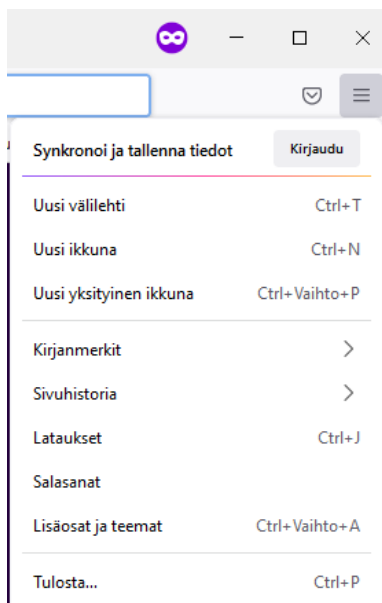 Synkronoi ja tallenna tiedot Kirjaudu
Uusi välilehti Ctrl+T
Uusi ikkuna Ctrl+N
Uusi yksityinen ikkuna Ctrl+Vaihto+P
Kirjanmerkit
Sivuhistoria
Lataukset Ctrl+J
Salasanat
Lisäosat ja teemat Ctrl+Vaihto+A
Tulosta... Ctrl+P